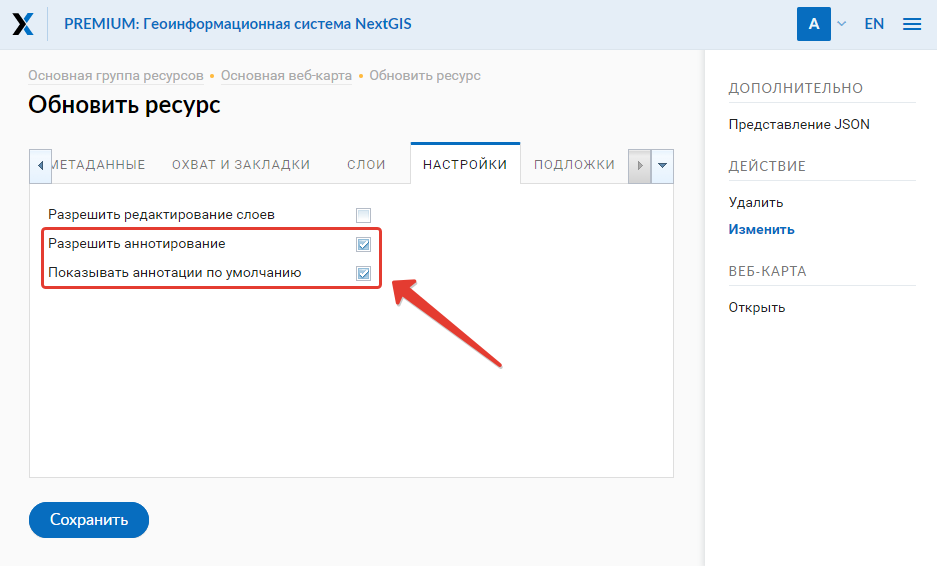 PREMIUM: Геоинформационная система NextGIS
A
EN
Основная группа ресурсов • Основная веб-карта • Обновить ресурс
Обновить ресурс
МЕТАДАННЫЕ
ОХВАТ И ЗАКЛАДКИ
СЛОИ
НАСТРОЙКИ
ПОДЛОЖКИ
Разрешить редактирование слоев
Разрешить аннотирование
Показывать аннотации по умолчанию
Сохранить
ДОПОЛНИТЕЛЬНО
Представление JSON
ДЕЙСТВИЕ
Удалить
Изменить
ВЕБ-КАРТА
Открыть